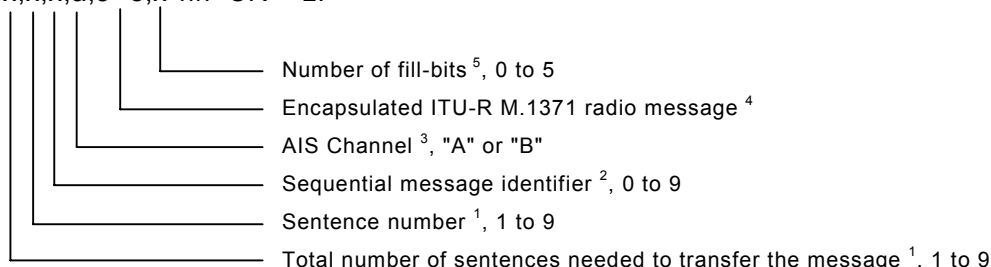 Number of fill-bits ⁵, 0 to 5
Encapsulated ITU-R M.1371 radio message ⁴
AIS Channel ³, "A" or "B"
Sequential message identifier ², 0 to 9
Sentence number ¹, 1 to 9
Total number of sentences needed to transfer the message ¹, 1 to 9